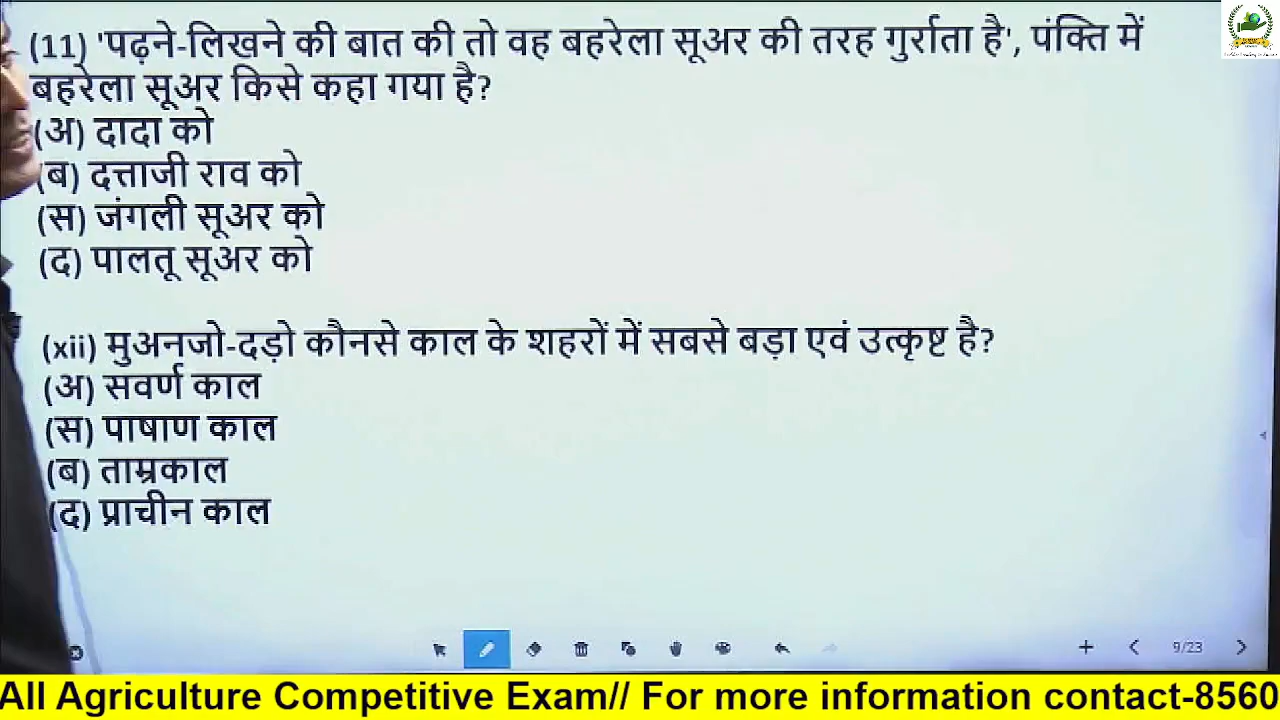 (11) 'पढ़ने-लिखने की बात की तो वह बहरेला सूअर की तरह गुर्राता है', पंक्ति में
बहरेला सूअर किसे कहा गया है?
(अ) दादा को
(ब) दत्ताजी राव को
(स) जंगली सूअर को
(द) पालतू सूअर को
(xii) मुअनजो-दड़ो कौनसे काल के शहरों में सबसे बड़ा एवं उत्कृष्ट है?
(अ) सवर्ण काल
(स) पाषाण काल
(ब) ताम्रकाल
(द) प्राचीन काल
9/23
All Agriculture Competitive Exam// For more information contact-8560